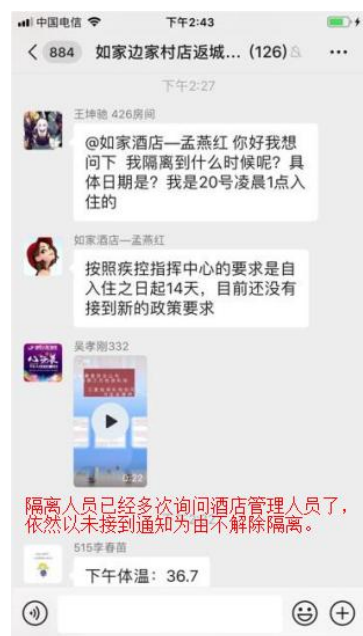 中国电信 下午2:43
884 如家边家村店返城... (126)
下午2:27
王坤驰 426房间
@如家酒店—孟燕红 你好我想
问下 我隔离到什么时候呢？具
体日期是？我是20号凌晨1点入
住的
如家酒店—孟燕红
按照疾控指挥中心的要求是自
入住之日起14天，目前还没有
接到新的政策要求
吴孝刚332
0:22
隔离人员已经多次询问酒店管理人员了，
依然以未接到通知为由不解除隔离。
515李春苗
下午体温：36.7